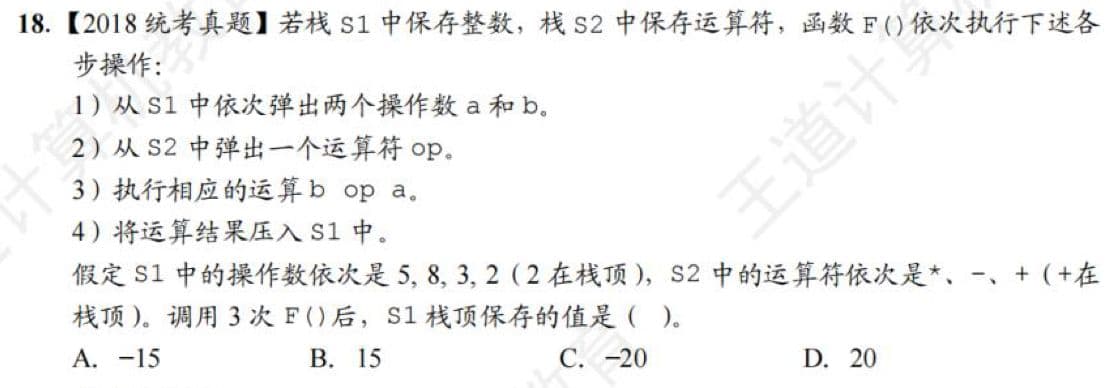 18.【2018 统考真题】若栈 S1 中保存整数，栈 S2 中保存运算符，函数 F()依次执行下述各
步操作：
1）从 S1 中依次弹出两个操作数 a 和 b。
2）从 S2 中弹出一个运算符 op。
3）执行相应的运算 b op a。
4）将运算结果压入 S1 中。
假定 S1 中的操作数依次是 5, 8, 3, 2（2 在栈顶），S2 中的运算符依次是*、-、+（+在
栈顶）。调用 3 次 F()后，S1 栈顶保存的值是（ ）。
A. −15 B. 15 C. −20 D. 20